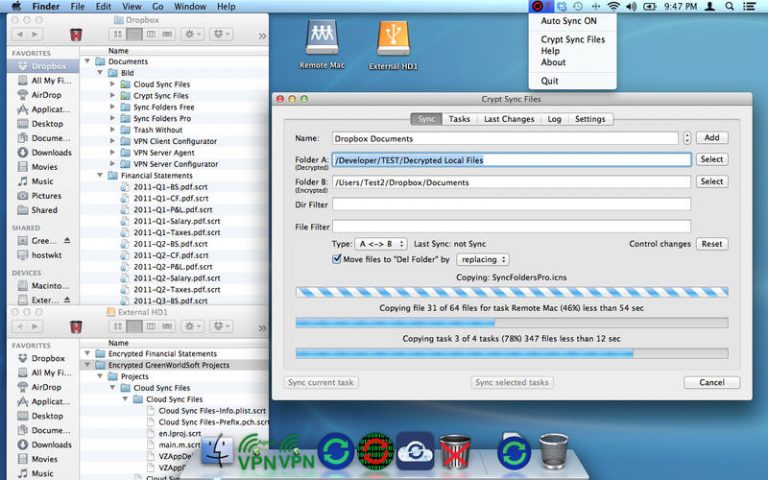 Finder File Edit View Go Window Help
9:47 PM
Auto Sync ON
Crypt Sync Files
Help
About
Quit
Dropbox
FAVORITES
Dropbox
All My Fi...
AirDrop
Applicat...
Desktop
Docume...
Downloads
Movies
Music
Pictures
Shared
SHARED
Gree...
hostwkt
DEVICES
Macinto...
Exter...
Name
Documents
Bild
Cloud Sync Files
Crypt Sync Files
Sync Folders Free
Sync Folders Pro
Trash Without
VPN Client Configurator
VPN Server Agent
VPN Server Configurator
Financial Statements
2011-Q1-BS.pdf.scrt
2011-Q1-CF.pdf.scrt
2011-Q1-P&L.pdf.scrt
2011-Q1-Salary.pdf.scrt
2011-Q1-Taxes.pdf.scrt
2011-Q2-BS.pdf.scrt
2011-Q2-CF.pdf.scrt
2011-Q2-P&L.pdf.scrt
2011-Q2-Salary.pdf.scrt
2011-Q2-Taxes.pdf.scrt
2011-Q3-BS.pdf.scrt
Remote Mac
External HD1
Crypt Sync Files
Sync Tasks Last Changes Log Settings
Name: Dropbox Documents Add
Folder A: /Developer/TEST/Decrypted Local Files Select
(Decrypted)
Folder B: /Users/Test2/Dropbox/Documents Select
(Encrypted)
Dir Filter
File Filter
Type: A <-> B Last Sync: not Sync Control changes Reset
Move files to "Del Folder" by replacing
Copying: SyncFoldersPro.icns
Copying file 31 of 64 files for task Remote Mac (46%) less than 54 sec
Copying task 3 of 4 tasks (78%) 347 files less than 12 sec
Sync current task Sync selected tasks Cancel
External HD1
FAVORITES
Dropbox
All My Fi...
AirDrop
Applicat...
Desktop
Docume...
Downloads
Movies
Music
Name
Encrypted Financial Statements
Encrypted GreenWorldSoft Projects
Projects
Cloud Sync Files
Cloud Sync Files
Cloud Sync Files-Info.plist.scrt
Cloud Sync Files-Prefix.pch.scrt
en.lproj.scrt
main.m.scrt
VPN
VPN